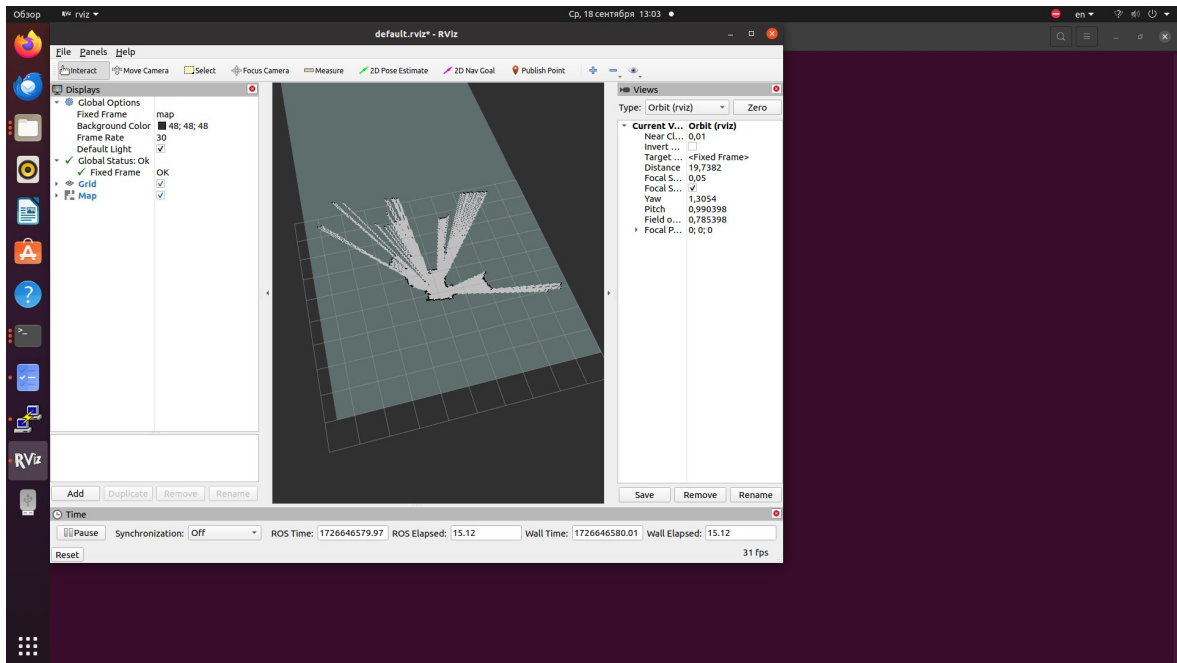 Обзор
RViz rviz
Ср, 18 сентября 13:03
en
default.rviz* - RViz
File Panels Help
Interact Move Camera Select Focus Camera Measure 2D Pose Estimate 2D Nav Goal Publish Point
Displays
Global Options
Fixed Frame map
Background Color 48; 48; 48
Frame Rate 30
Default Light
Global Status: Ok
Fixed Frame OK
Grid
Map
Add Duplicate Remove Rename
Views
Type: Orbit (rviz) Zero
Current V... Orbit (rviz)
Near Cl... 0,01
Invert ...
Target ... <Fixed Frame>
Distance 19,7382
Focal S... 0,05
Focal S...
Yaw 1,3054
Pitch 0,990398
Field o... 0,785398
Focal P... 0; 0; 0
Save Remove Rename
Time
Pause Synchronization: Off ROS Time: 1726646579.97 ROS Elapsed: 15.12 Wall Time: 1726646580.01 Wall Elapsed: 15.12
Reset 31 fps
RViz